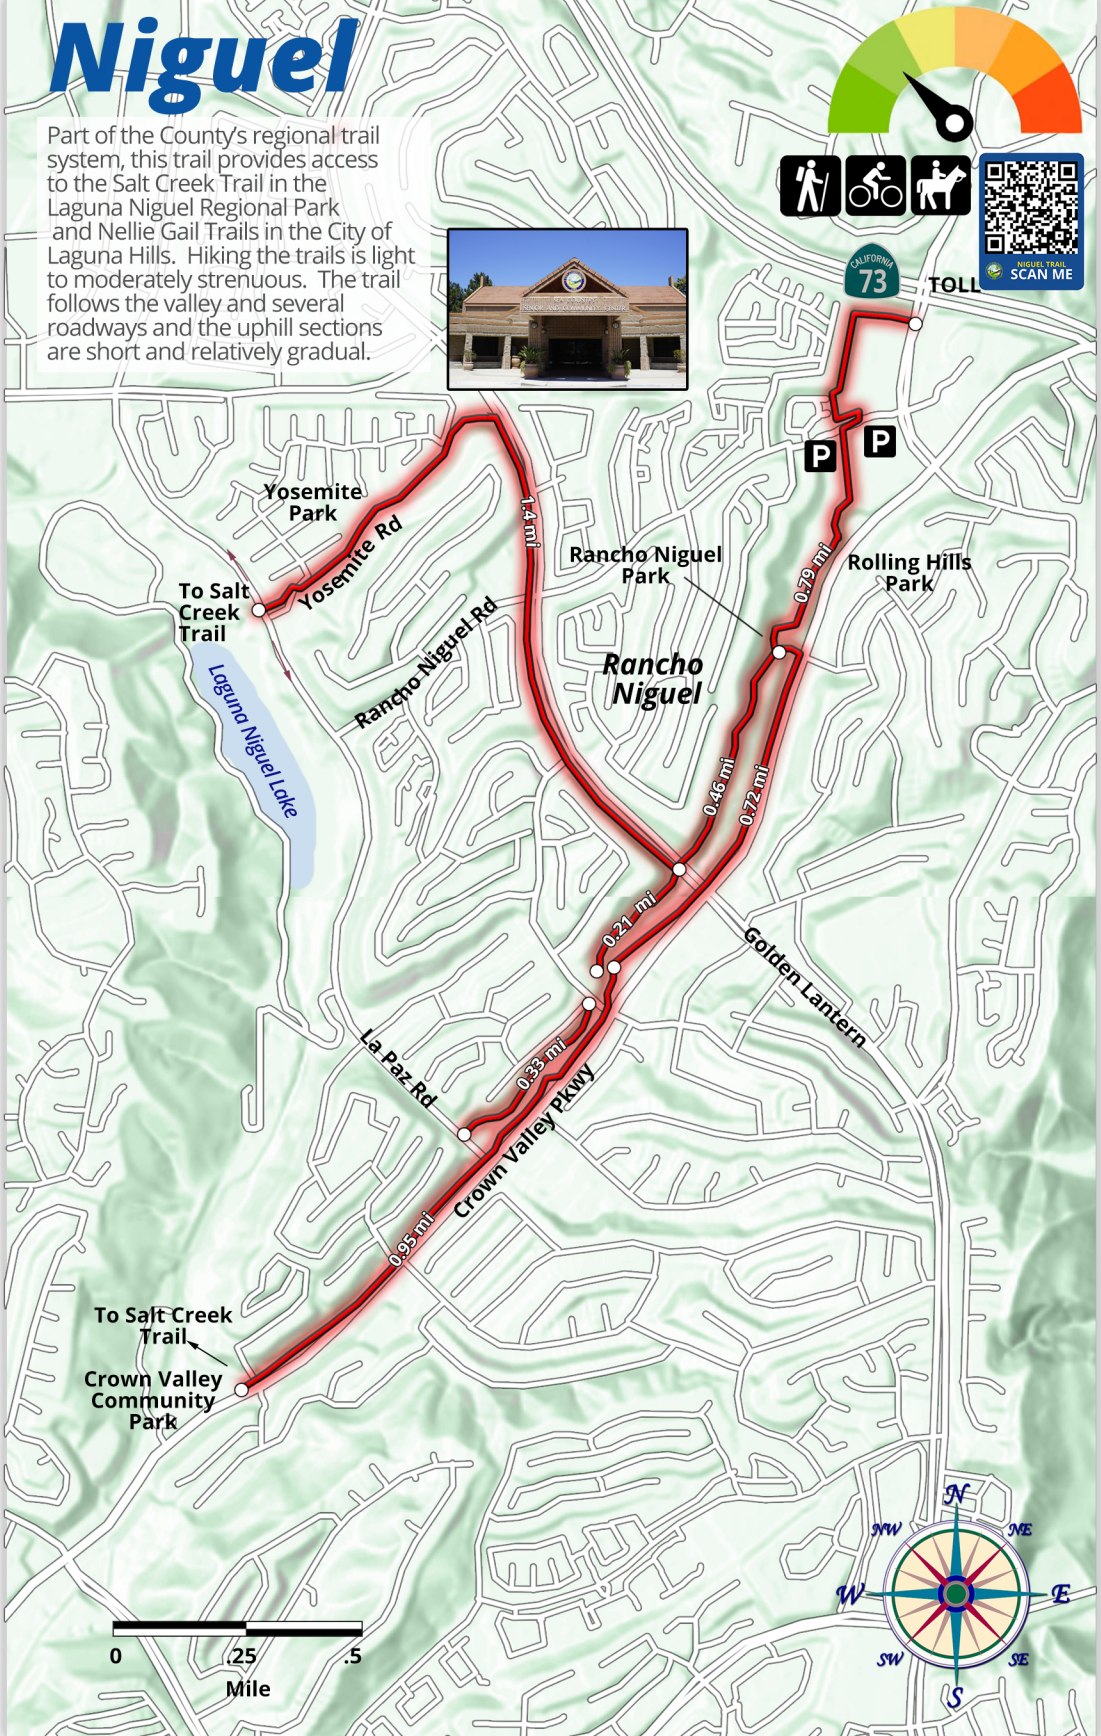 Niguel
Part of the County's regional trail
system, this trail provides access
to the Salt Creek Trail in the
Laguna Niguel Regional Park
and Nellie Gail Trails in the City of
Laguna Hills. Hiking the trails is light
to moderately strenuous. The trail
follows the valley and several
roadways and the uphill sections
are short and relatively gradual.
NIGUEL TRAIL
SCAN ME
CALIFORNIA
73
TOLL
P
P
1.4 mi
Yosemite
Park
Yosemite Rd
Rancho Niguel
Park
0.79 mi
Rolling Hills
Park
To Salt
Creek
Trail
Rancho Niguel Rd
Rancho
Niguel
Laguna Niguel Lake
0.46 mi
0.72 mi
0.21 mi
Golden Lantern
La Paz Rd
0.33 mi
Crown Valley Pkwy
0.95 mi
To Salt Creek
Trail
Crown Valley
Community
Park
N
NW
NE
W
E
SW
SE
S
0
.25
.5
Mile